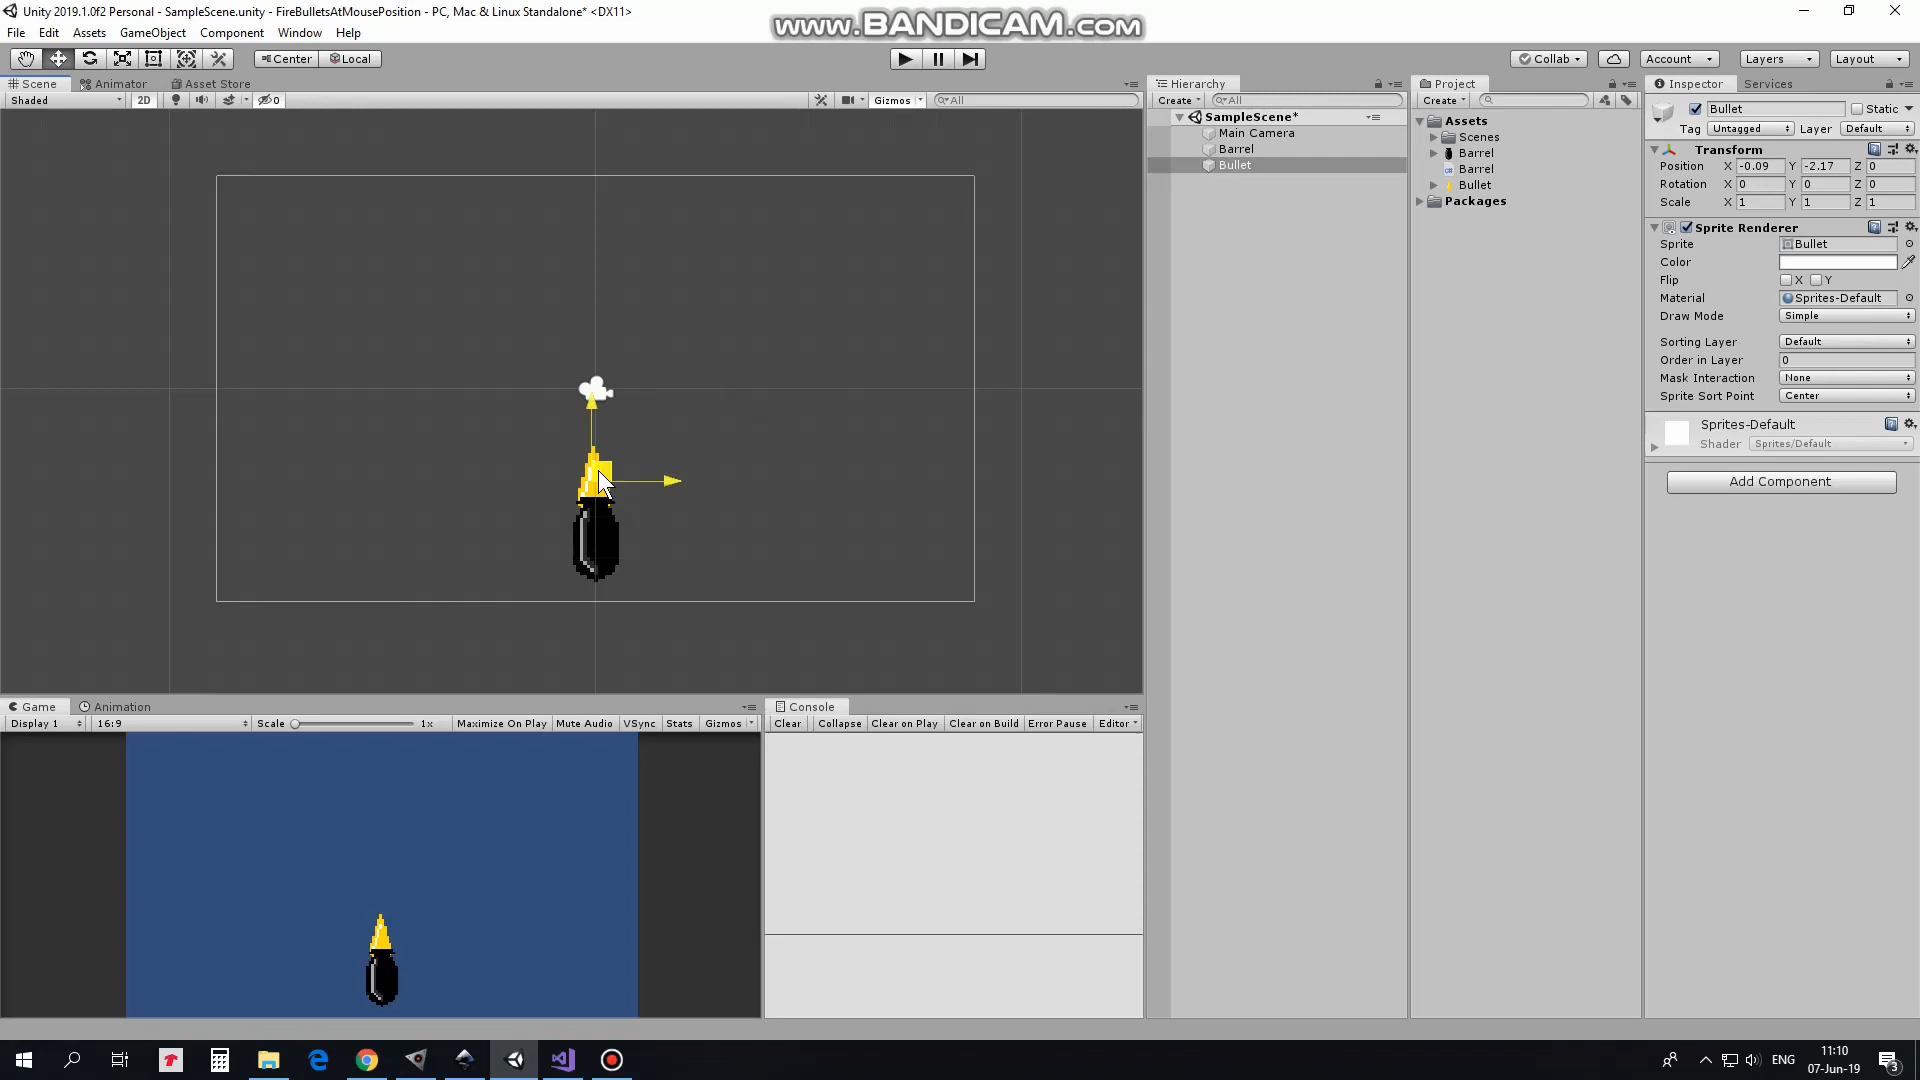 Unity 2019.1.0f2 Personal - SampleScene.unity - FireBulletsAtMousePosition - PC, Mac & Linux Standalone* <DX11>
www.BANDICAM.com
File Edit Assets GameObject Component Window Help
Center Local Collab Account Layers Layout
Scene Animator Asset Store
Shaded 2D 0 Gizmos All
Hierarchy
Create All
SampleScene*
Main Camera
Barrel
Bullet
Project
Create
Assets
Scenes
Barrel
Barrel
Bullet
Packages
Inspector Services
Bullet Static
Tag Untagged Layer Default
Transform
Position X -0.09 Y -2.17 Z 0
Rotation X 0 Y 0 Z 0
Scale X 1 Y 1 Z 1
Sprite Renderer
Sprite Bullet
Color
Flip X Y
Material Sprites-Default
Draw Mode Simple
Sorting Layer Default
Order in Layer 0
Mask Interaction None
Sprite Sort Point Center
Sprites-Default
Shader Sprites/Default
Add Component
Game Animation
Display 1 16:9 Scale 1x Maximize On Play Mute Audio VSync Stats Gizmos
Console
Clear Collapse Clear on Play Clear on Build Error Pause Editor
ENG
11:10
07-Jun-19
3